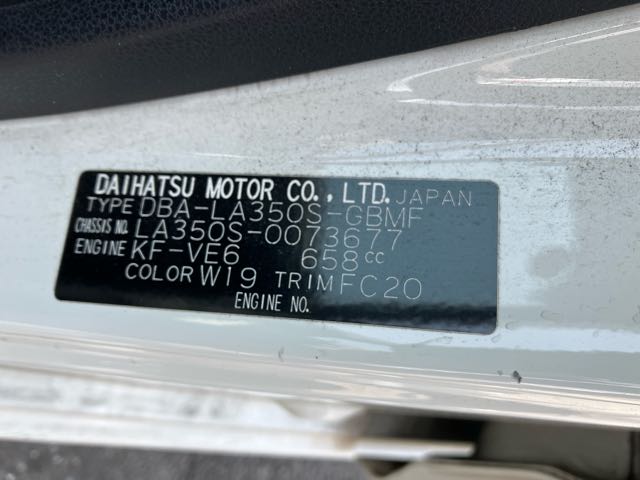 DAIHATSU MOTOR CO., LTD. JAPAN
TYPE DBA-LA350S-GBMF
CHASSIS NO. LA350S-0073677
ENGINE KF-VE6 658cc
COLOR W19 TRIM FC20
ENGINE NO.